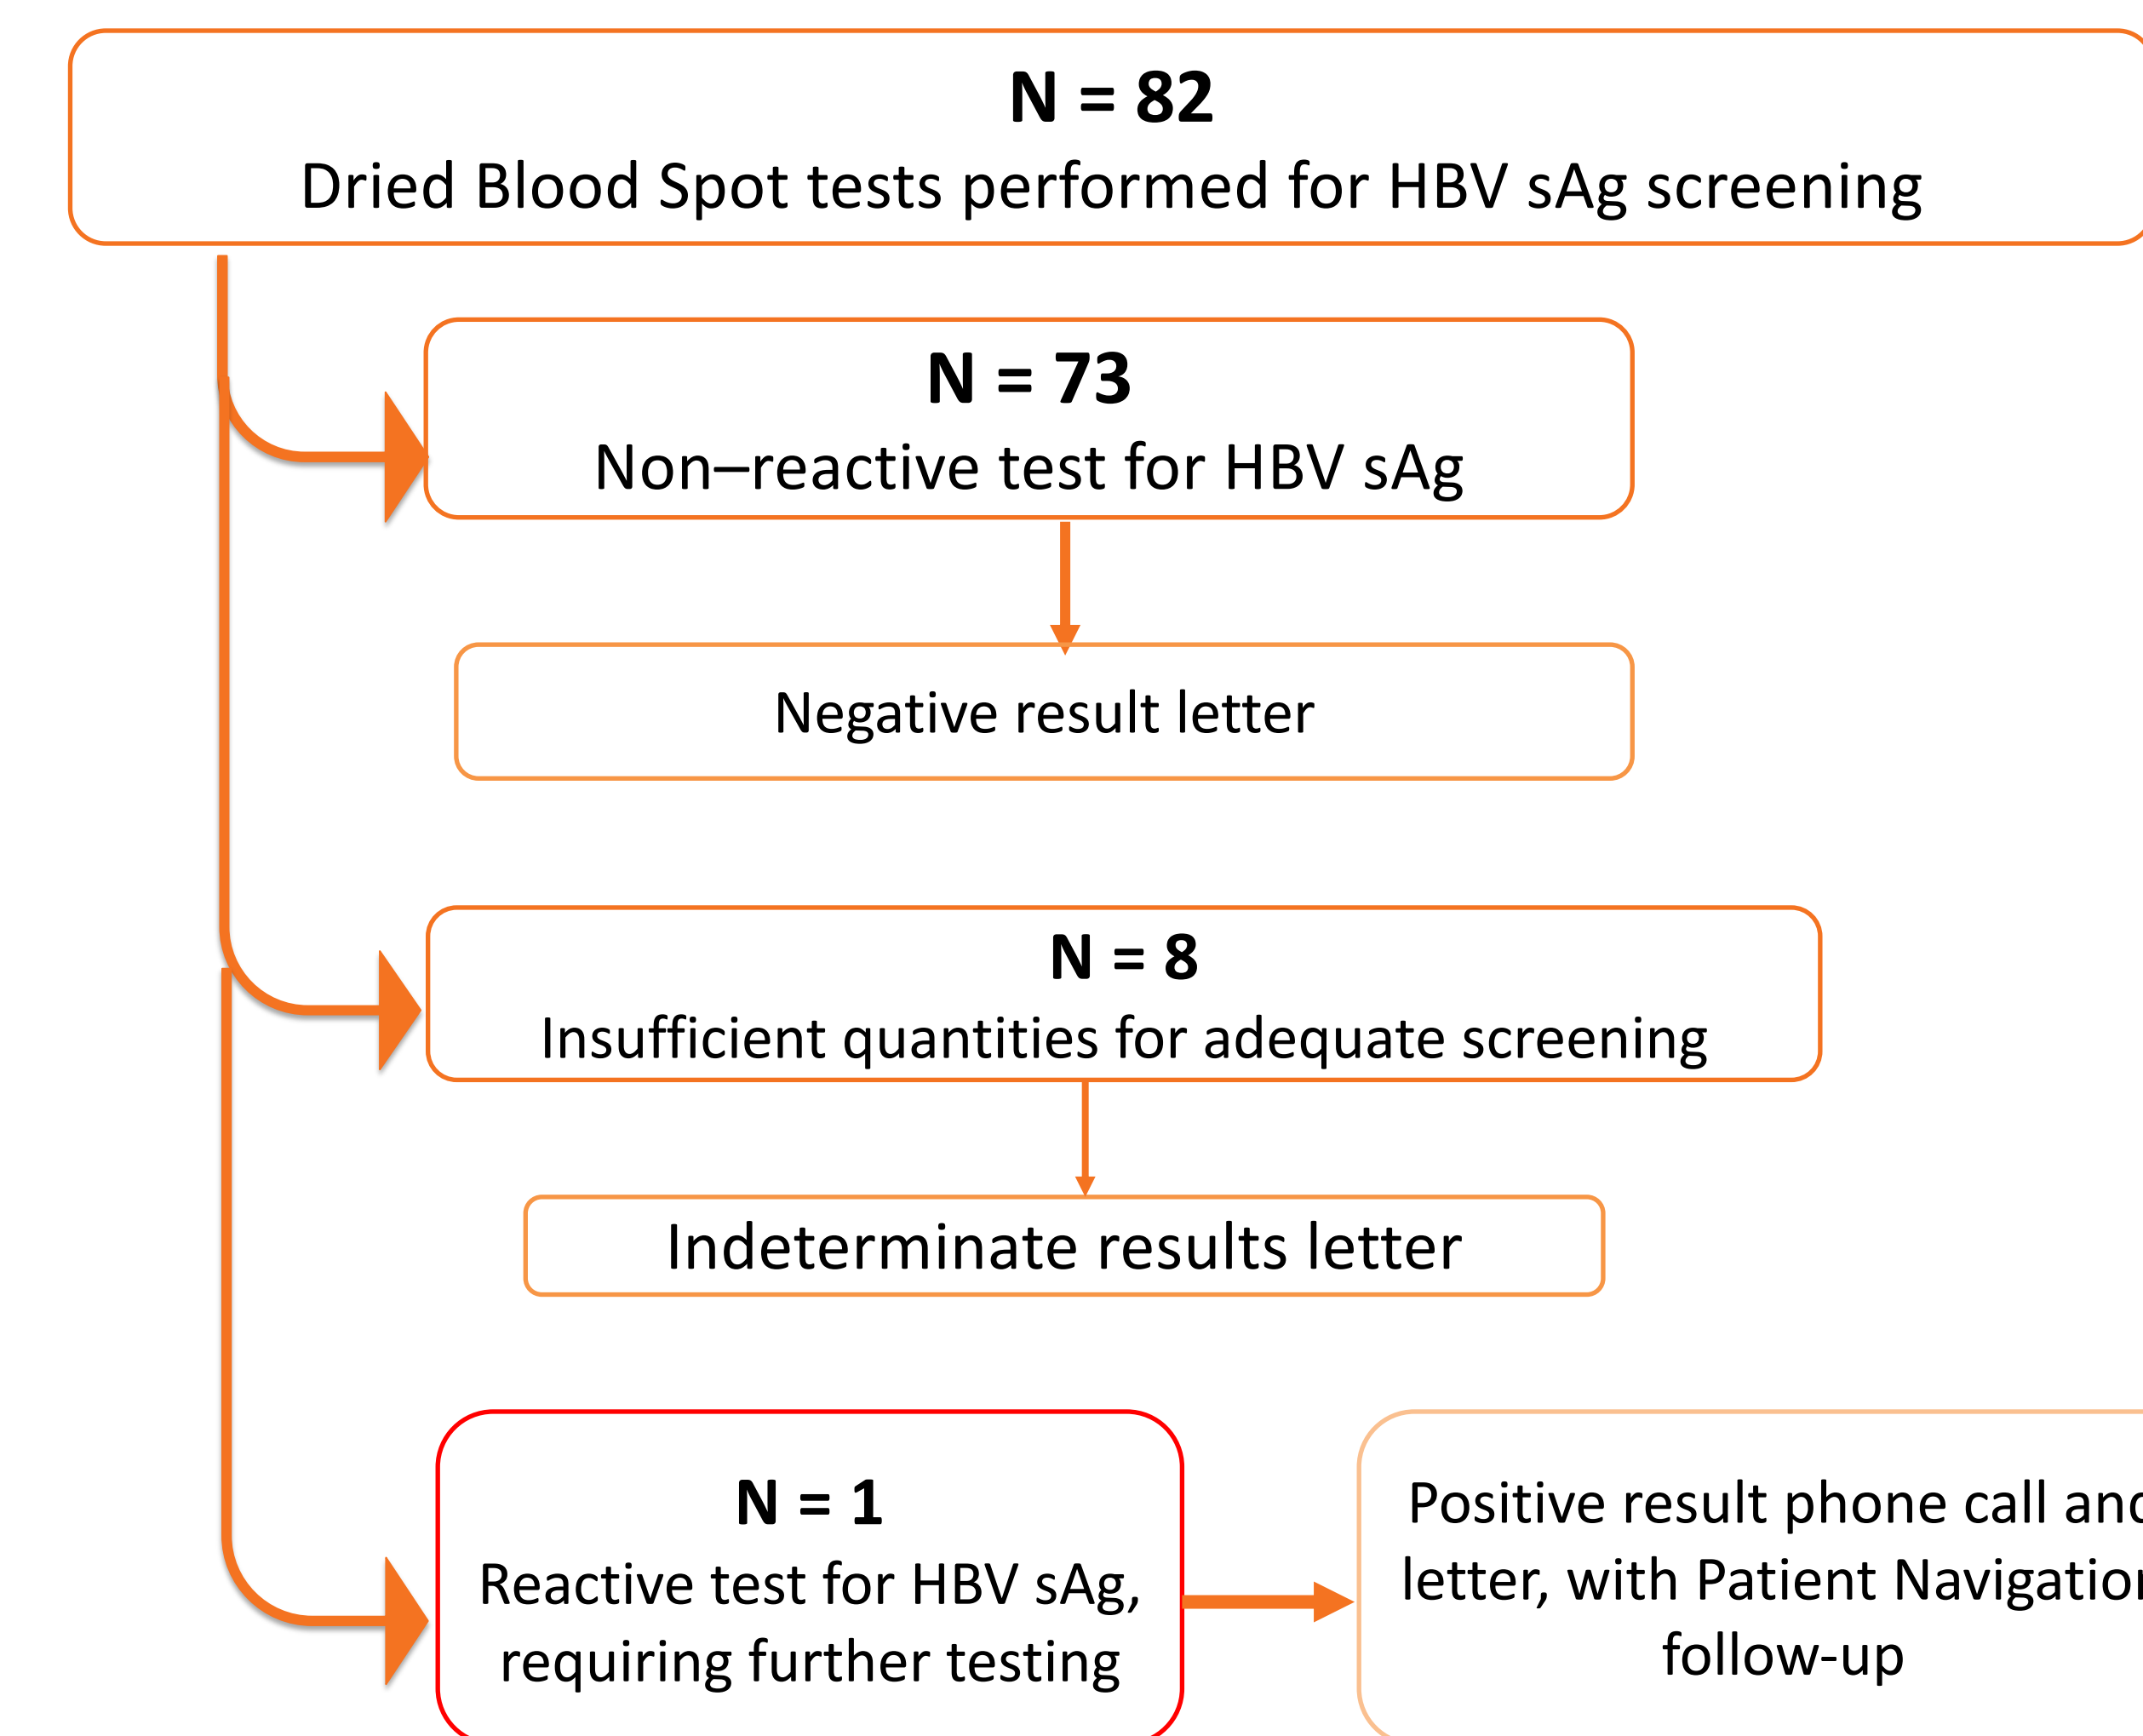 N = 82
Dried Blood Spot tests performed for HBV sAg screening
N = 73
Non–reactive test for HBV sAg
Negative result letter
N = 8
Insufficient quantities for adequate screening
Indeterminate results letter
N = 1
Reactive test for HBV sAg,
requiring further testing
Positive result phone call and
letter, with Patient Navigation
follow-up